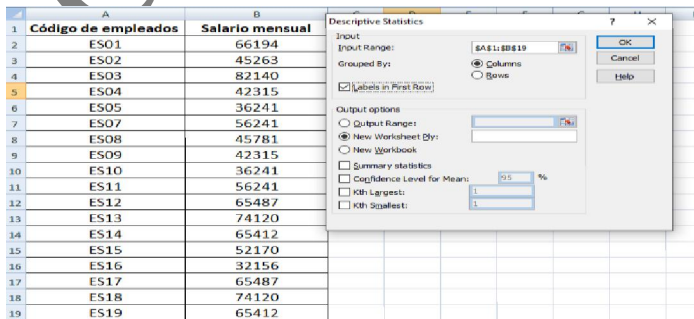 A B
1 Código de empleados Salario mensual
2 ES01 66194
3 ES02 45263
4 ES03 82140
5 ES04 42315
6 ES05 36241
7 ES07 56241
8 ES08 45781
9 ES09 42315
10 ES10 36241
11 ES11 56241
12 ES12 65487
13 ES13 74120
14 ES14 65412
15 ES15 52170
16 ES16 32156
17 ES17 65487
18 ES18 74120
19 ES19 65412
Descriptive Statistics ? ×
Input
Input Range: $A$1:$B$19
Grouped By: Columns
Rows
Labels in First Row
OK
Cancel
Help
Output options
Output Range:
New Worksheet Ply:
New Workbook
Summary statistics
Confidence Level for Mean: 95 %
Kth Largest: 1
Kth Smallest: 1